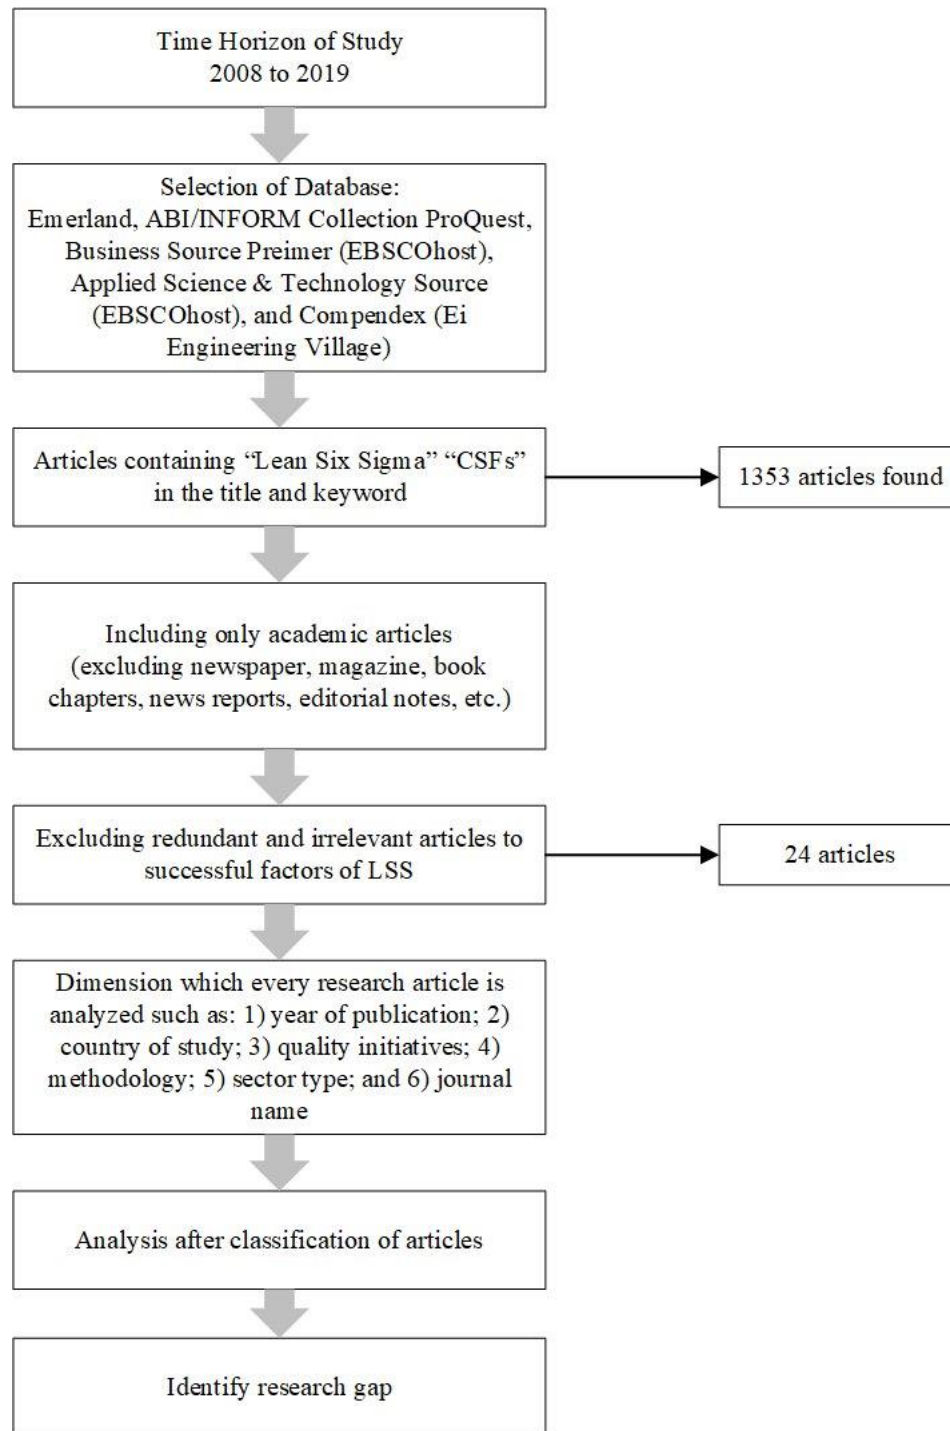 Time Horizon of Study
2008 to 2019
Selection of Database:
Emerland, ABI/INFORM Collection ProQuest,
Business Source Preimer (EBSCOhost),
Applied Science & Technology Source
(EBSCOhost), and Compendex (Ei
Engineering Village)
Articles containing “Lean Six Sigma” “CSFs”
in the title and keyword
1353 articles found
Including only academic articles
(excluding newspaper, magazine, book
chapters, news reports, editorial notes, etc.)
Excluding redundant and irrelevant articles to
successful factors of LSS
24 articles
Dimension which every research article is
analyzed such as: 1) year of publication; 2)
country of study; 3) quality initiatives; 4)
methodology; 5) sector type; and 6) journal
name
Analysis after classification of articles
Identify research gap